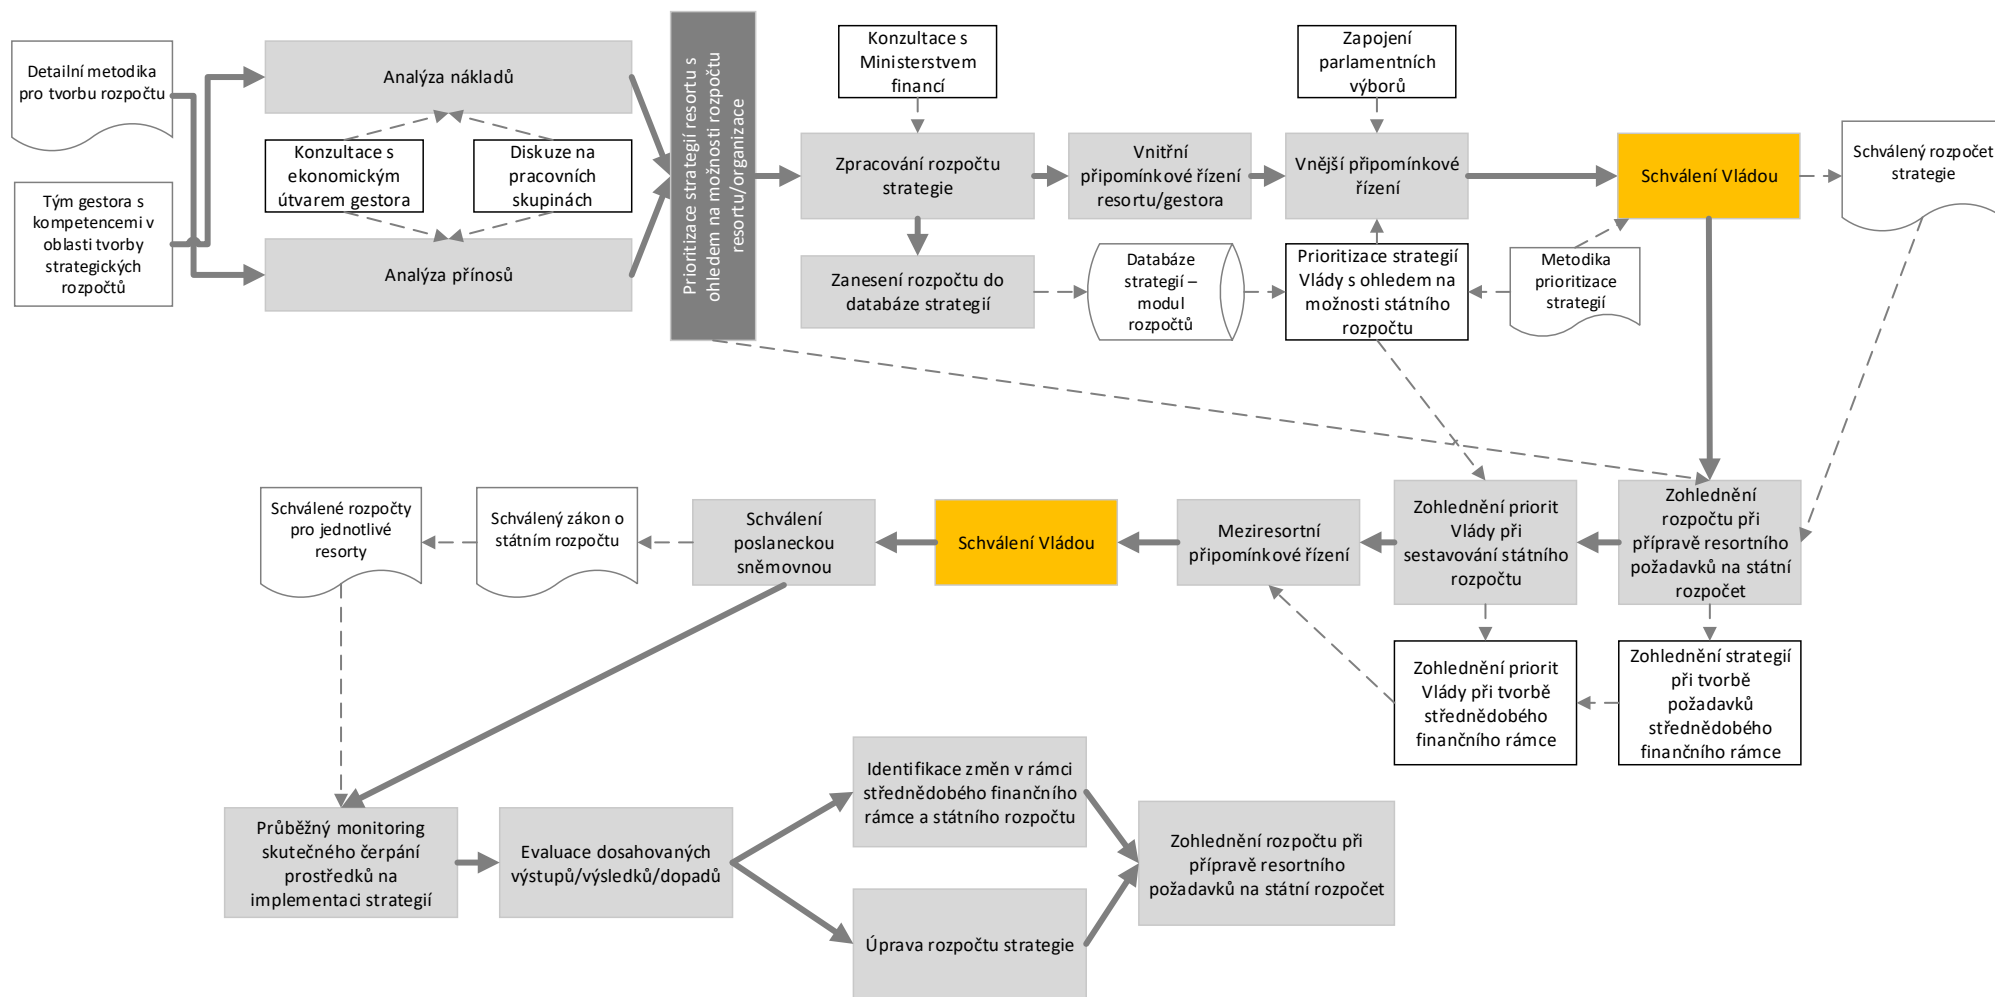 Detailní metodika
pro tvorbu rozpočtu
Tým gestora s
kompetencemi v
oblasti tvorby
strategických
rozpočtů
Analýza nákladů
Konzultace s
ekonomickým
útvarem gestora
Diskuze na
pracovních
skupinách
Analýza přínosů
Prioritizace strategií resortu s
ohledem na možnosti rozpočtu
resortu/organizace
Konzultace s
Ministerstvem
financí
Zpracování rozpočtu
strategie
Zanesení rozpočtu do
databáze strategií
Vnitřní
připomínkové řízení
resortu/gestora
Databáze
strategií –
modul
rozpočtů
Zapojení
parlamentních
výborů
Vnější připomínkové
řízení
Prioritizace strategií
Vlády s ohledem na
možnosti státního
rozpočtu
Metodika
prioritizace
strategií
Schválení Vládou
Schválený rozpočet
strategie
Zohlednění
rozpočtu při
přípravě resortního
požadavků na státní
rozpočet
Zohlednění priorit
Vlády při
sestavování státního
rozpočtu
Meziresortní
připomínkové řízení
Schválení Vládou
Schválení
poslaneckou
sněmovnou
Schválený zákon o
státním rozpočtu
Schválené rozpočty
pro jednotlivé
resorty
Zohlednění priorit
Vlády při tvorbě
střednědobého
finančního rámce
Zohlednění strategií
při tvorbě
požadavků
střednědobého
finančního rámce
Průběžný monitoring
skutečného čerpání
prostředků na
implementaci strategií
Evaluace dosahovaných
výstupů/výsledků/dopadů
Identifikace změn v rámci
střednědobého finančního
rámce a státního rozpočtu
Úprava rozpočtu strategie
Zohlednění rozpočtu při
přípravě resortního
požadavků na státní rozpočet